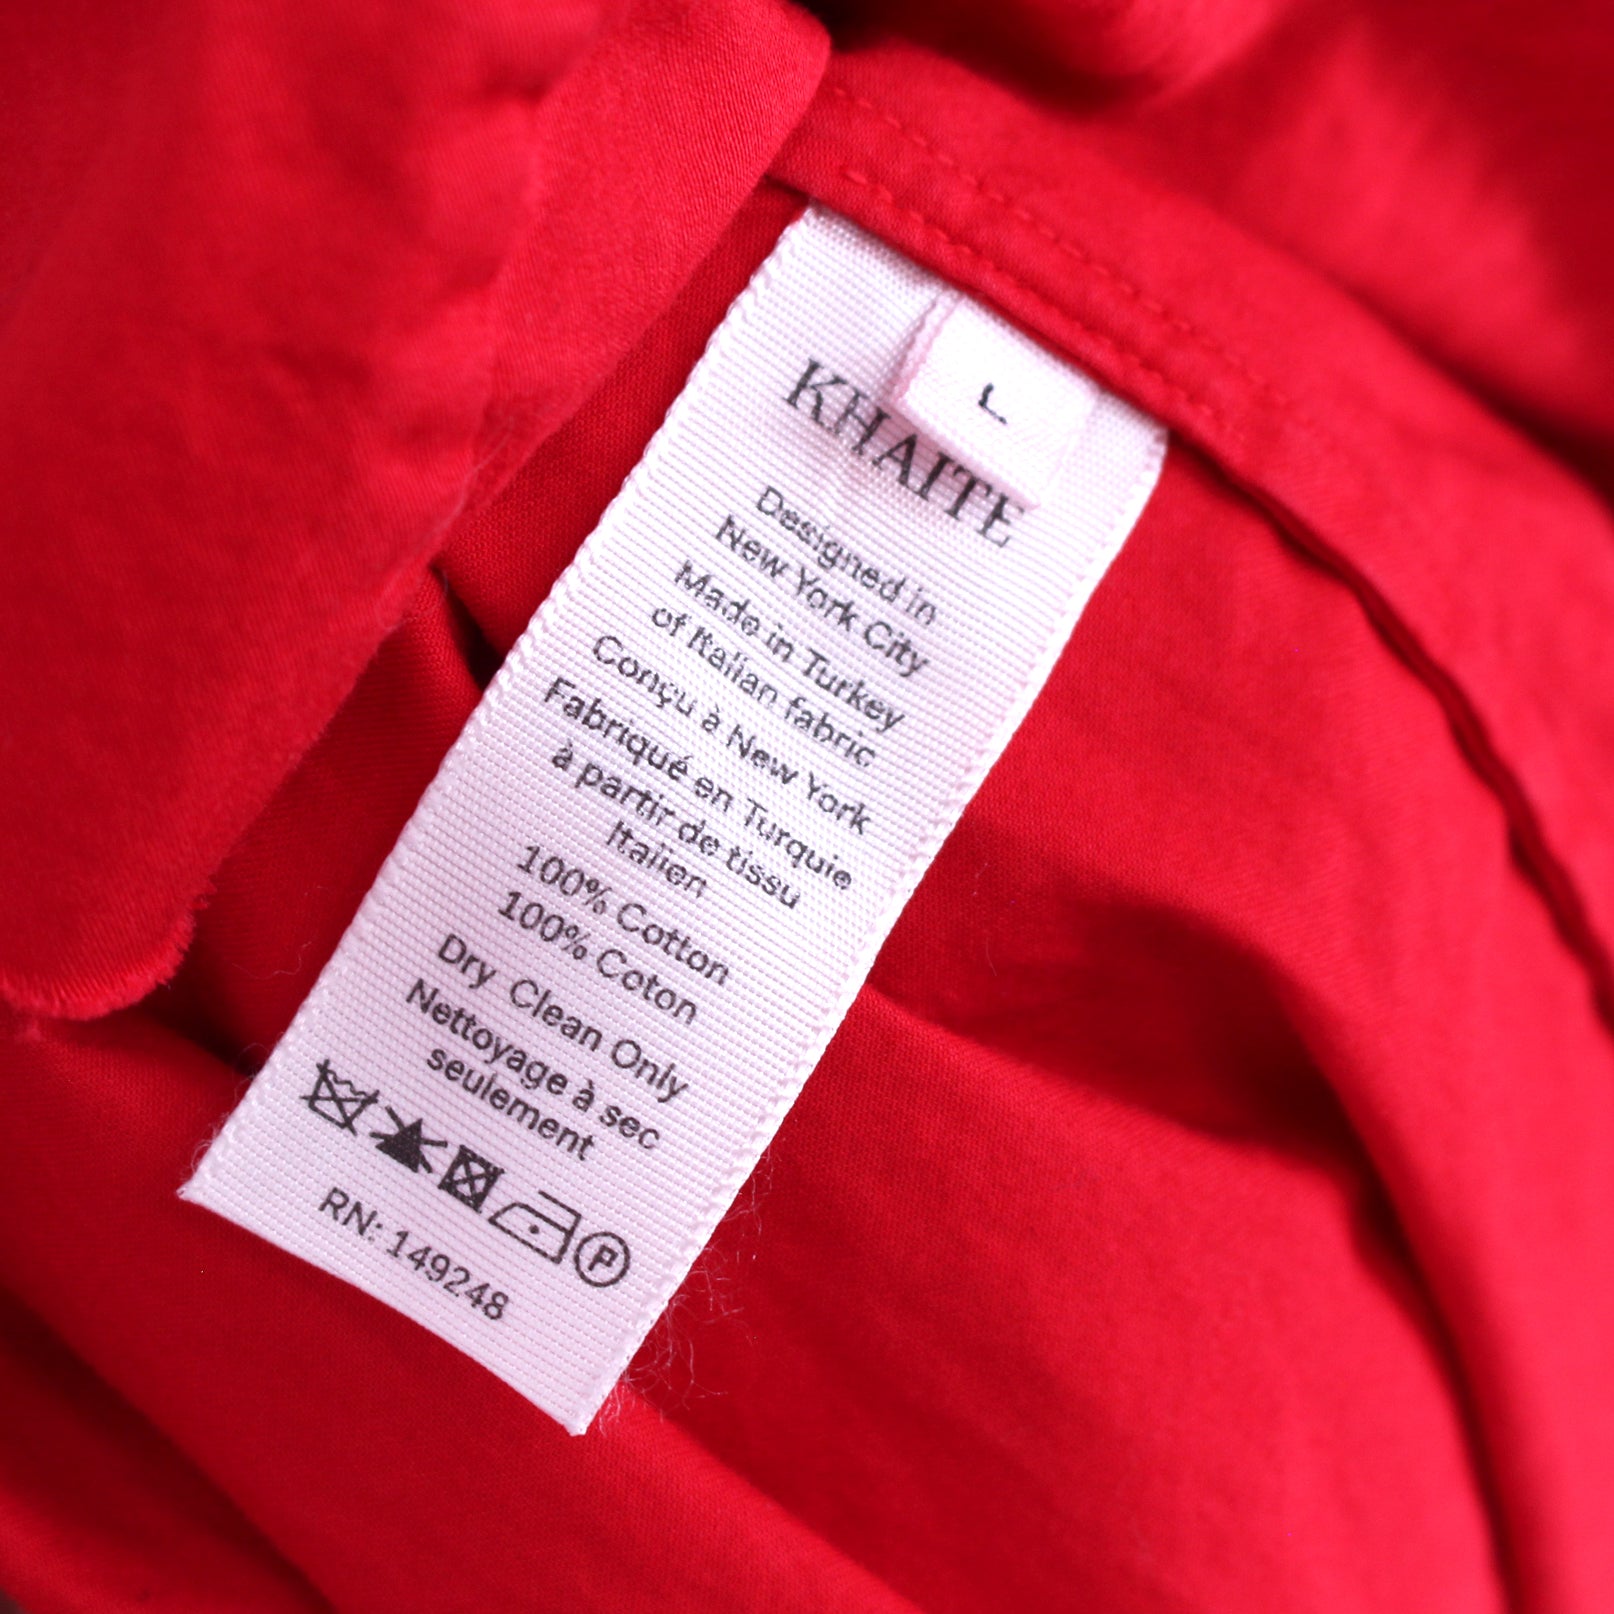 L
KHAITE
Designed in
New York City
Made in Turkey
of Italian fabric
Conçu à New York
Fabriqué en Turquie
à partir de tissu
Italien
100% Cotton
100% Coton
Dry Clean Only
Nettoyage à sec
seulement
P
RN: 149248